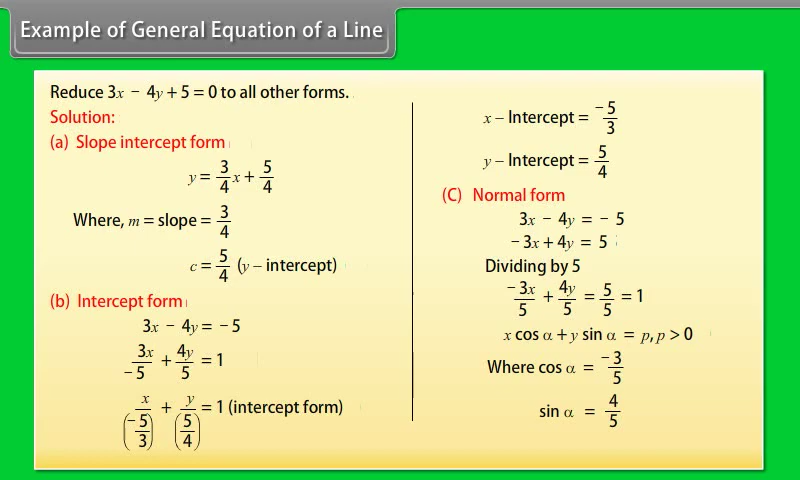 Example of General Equation of a Line
Reduce 3x − 4y + 5 = 0 to all other forms.
Solution:
(a) Slope intercept form
y = 3/4 x + 5/4
Where, m = slope = 3/4
c = 5/4 (y – intercept)
(b) Intercept form
3x − 4y = −5
3x/−5 + 4y/5 = 1
x/(−5/3) + y/(5/4) = 1 (intercept form)
x – Intercept = −5/3
y – Intercept = 5/4
(C) Normal form
3x − 4y = − 5
−3x + 4y = 5
Dividing by 5
−3x/5 + 4y/5 = 5/5 = 1
x cos α + y sin α = p, p > 0
Where cos α = −3/5
sin α = 4/5